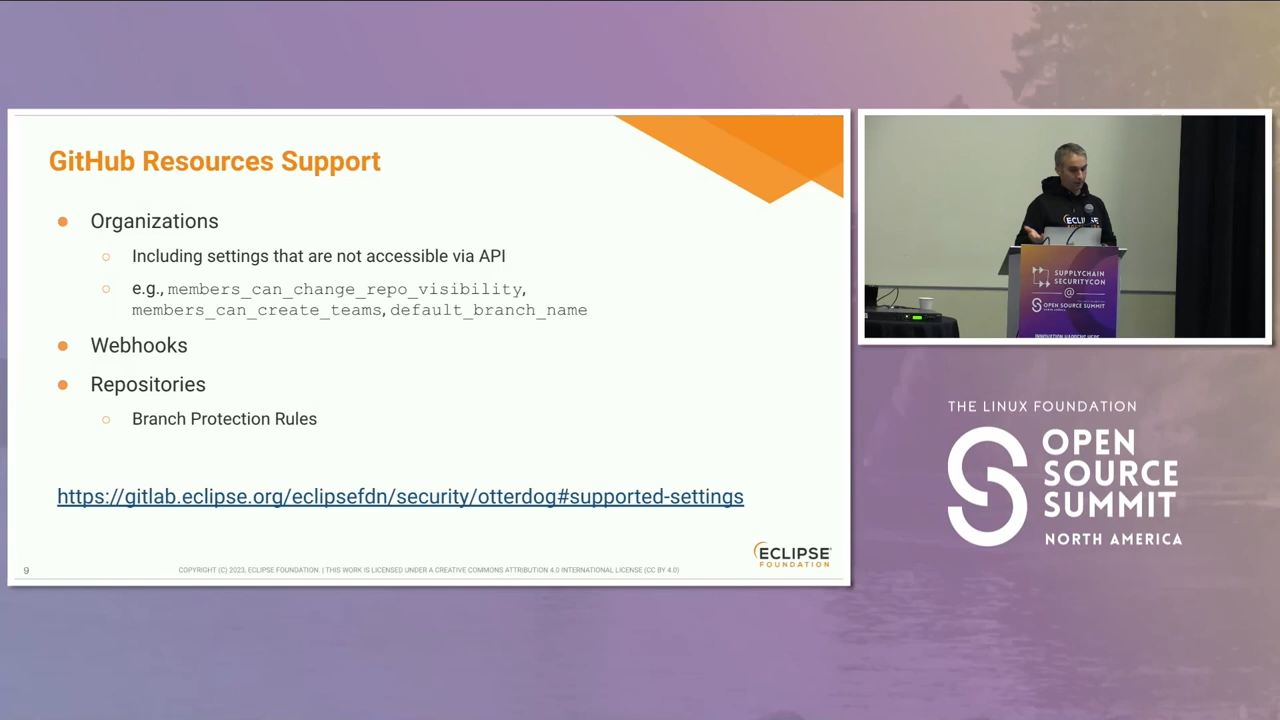 GitHub Resources Support
● Organizations
○ Including settings that are not accessible via API
○ e.g., members_can_change_repo_visibility,
members_can_create_teams, default_branch_name
● Webhooks
● Repositories
○ Branch Protection Rules
https://gitlab.eclipse.org/eclipsefdn/security/otterdog#supported-settings
ECLIPSE
FOUNDATION
9
COPYRIGHT (C) 2023, ECLIPSE FOUNDATION. | THIS WORK IS LICENSED UNDER A CREATIVE COMMONS ATTRIBUTION 4.0 INTERNATIONAL LICENSE (CC BY 4.0)
ECLIPSE
SUPPLYCHAIN
SECURITYCON
@
OPEN SOURCE SUMMIT
INNOVATION HAPPENS HERE
THE LINUX FOUNDATION
OPEN
SOURCE
SUMMIT
NORTH AMERICA